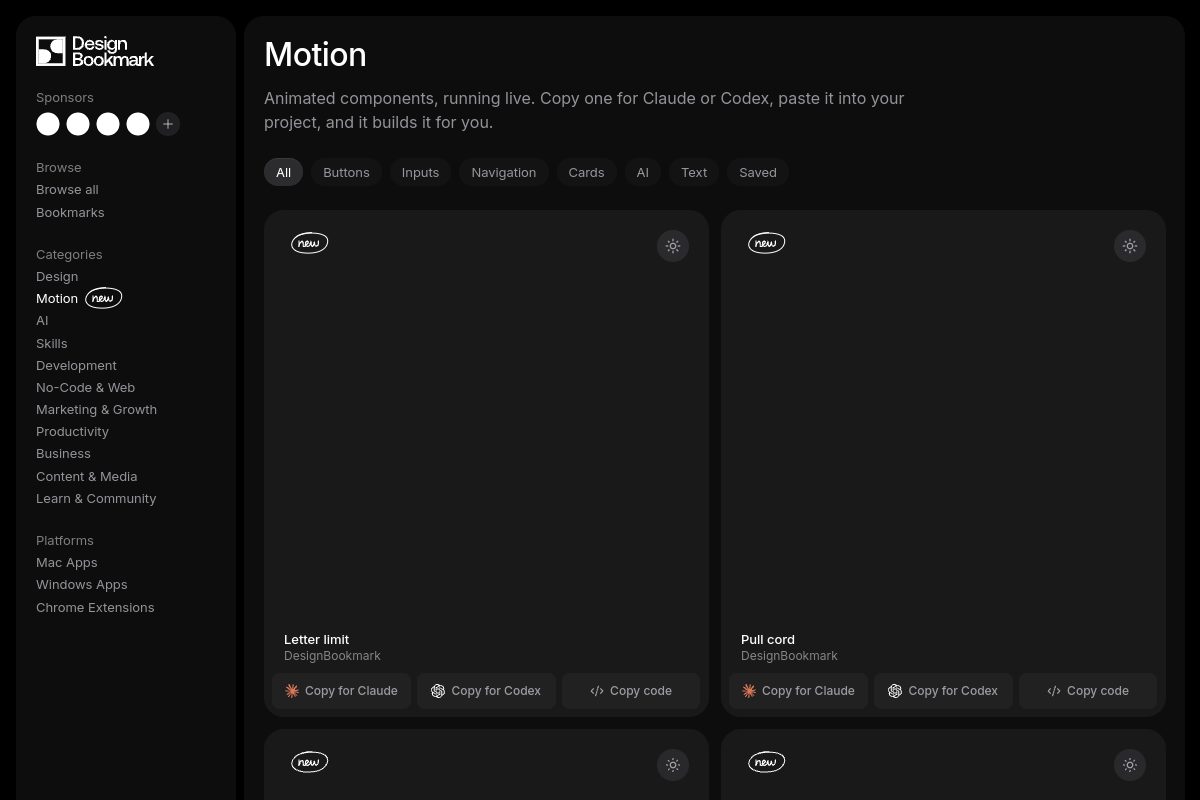 Design
Bookmark
Sponsors
Browse
Browse all
Bookmarks
Categories
Design
Motion new
AI
Skills
Development
No-Code & Web
Marketing & Growth
Productivity
Business
Content & Media
Learn & Community
Platforms
Mac Apps
Windows Apps
Chrome Extensions
Motion
Animated components, running live. Copy one for Claude or Codex, paste it into your
project, and it builds it for you.
All Buttons Inputs Navigation Cards AI Text Saved
new
Letter limit
DesignBookmark
Copy for Claude Copy for Codex Copy code
new
Pull cord
DesignBookmark
Copy for Claude Copy for Codex Copy code
new
new